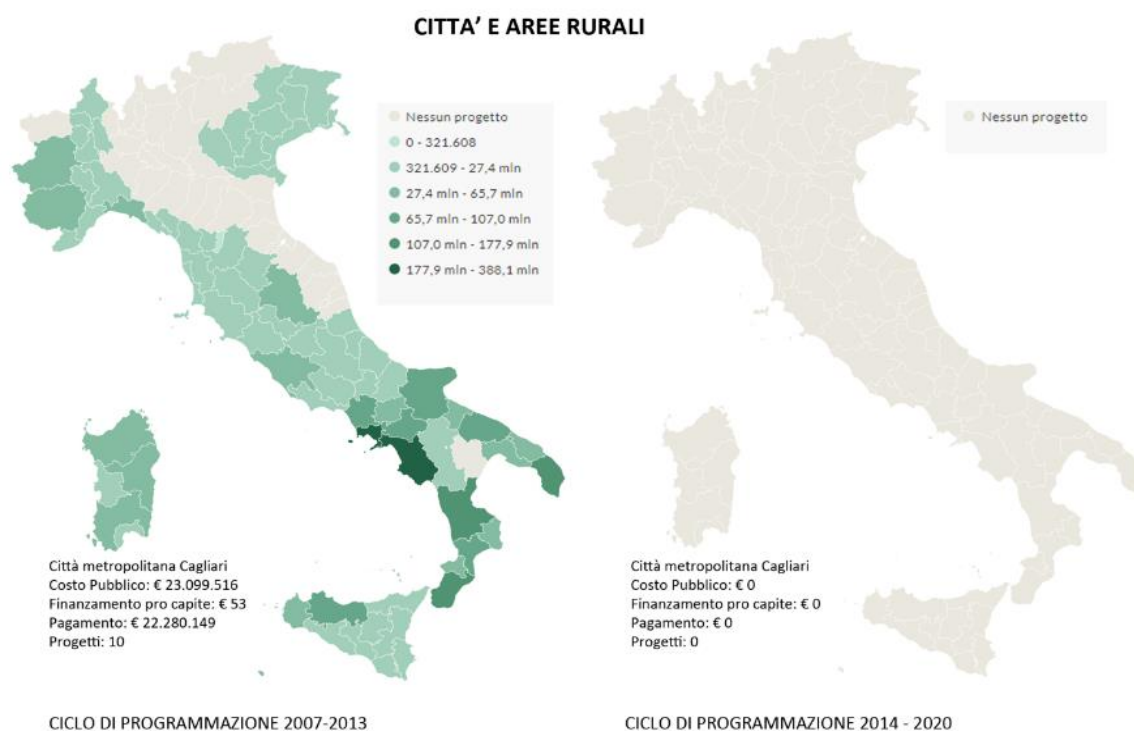 CITTA' E AREE RURALI
Nessun progetto
0 - 321.608
321.609 - 27,4 mln
27,4 mln - 65,7 mln
65,7 mln - 107,0 mln
107,0 mln - 177,9 mln
177,9 mln - 388,1 mln
Nessun progetto
Città metropolitana Cagliari
Costo Pubblico: € 23.099.516
Finanzamento pro capite: € 53
Pagamento: € 22.280.149
Progetti: 10
Città metropolitana Cagliari
Costo Pubblico: € 0
Finanzamento pro capite: € 0
Pagamento: € 0
Progetti: 0
CICLO DI PROGRAMMAZIONE 2007-2013
CICLO DI PROGRAMMAZIONE 2014 - 2020